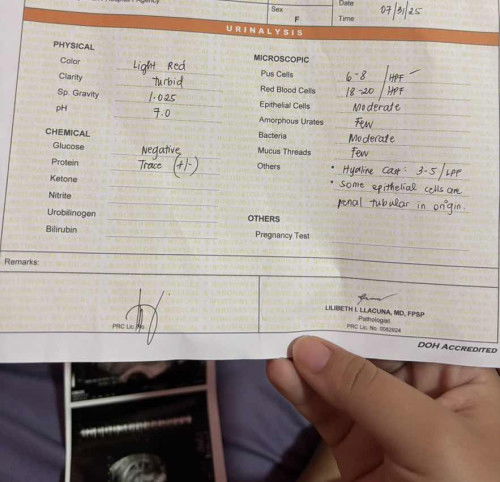 Sex
F
Date
Time
07/31/25
URINALYSIS
PHYSICAL
Color Light Red
Clarity turbid
Sp. Gravity 1.025
pH 7.0
CHEMICAL
Glucose Negative
Protein Trace (+/-)
Ketone
Nitrite
Urobilinogen
Bilirubin
MICROSCOPIC
Pus Cells 6-8 /HPF
Red Blood Cells 18-20 /HPF
Epithelial Cells Moderate
Amorphous Urates Few
Bacteria Moderate
Mucus Threads Few
Others • Hyaline cast: 3-5/LPF
• some epithelial cells are
renal tubular in origin.
OTHERS
Pregnancy Test
Remarks:
PRC Lic. No.
LILIBETH I. LLACUNA, MD, FPSP
Pathologist
PRC Lic. No. 0082024
DOH ACCREDITED